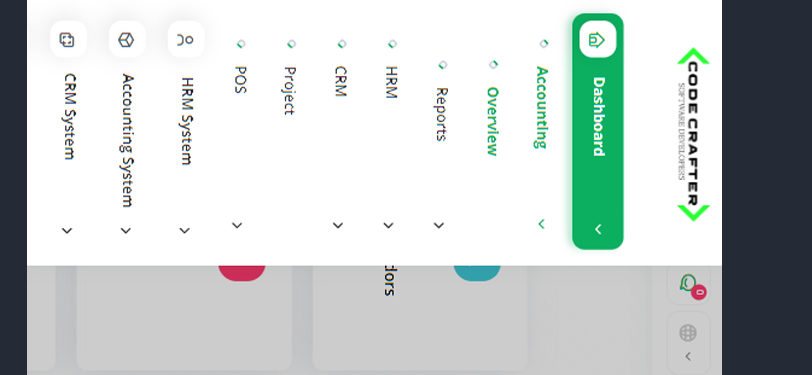 CODE CRAFTER
SOFTWARE DEVELOPERS
Dashboard
Accounting
Overview
Reports
HRM
CRM
Project
POS
HRM System
Accounting System
CRM System
0